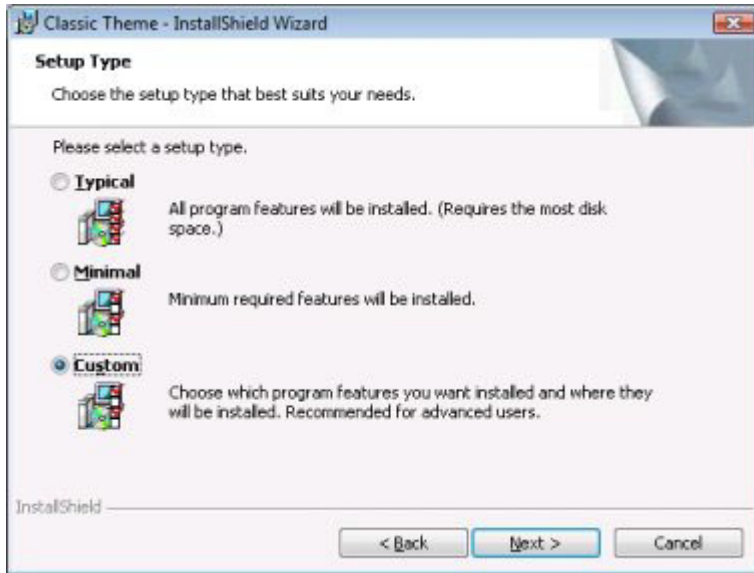 Classic Theme - InstallShield Wizard
Setup Type
Choose the setup type that best suits your needs.
Please select a setup type.
Typical
All program features will be installed. (Requires the most disk
space.)
Minimal
Minimum required features will be installed.
Custom
Choose which program features you want installed and where they
will be installed. Recommended for advanced users.
InstallShield
< Back Next > Cancel